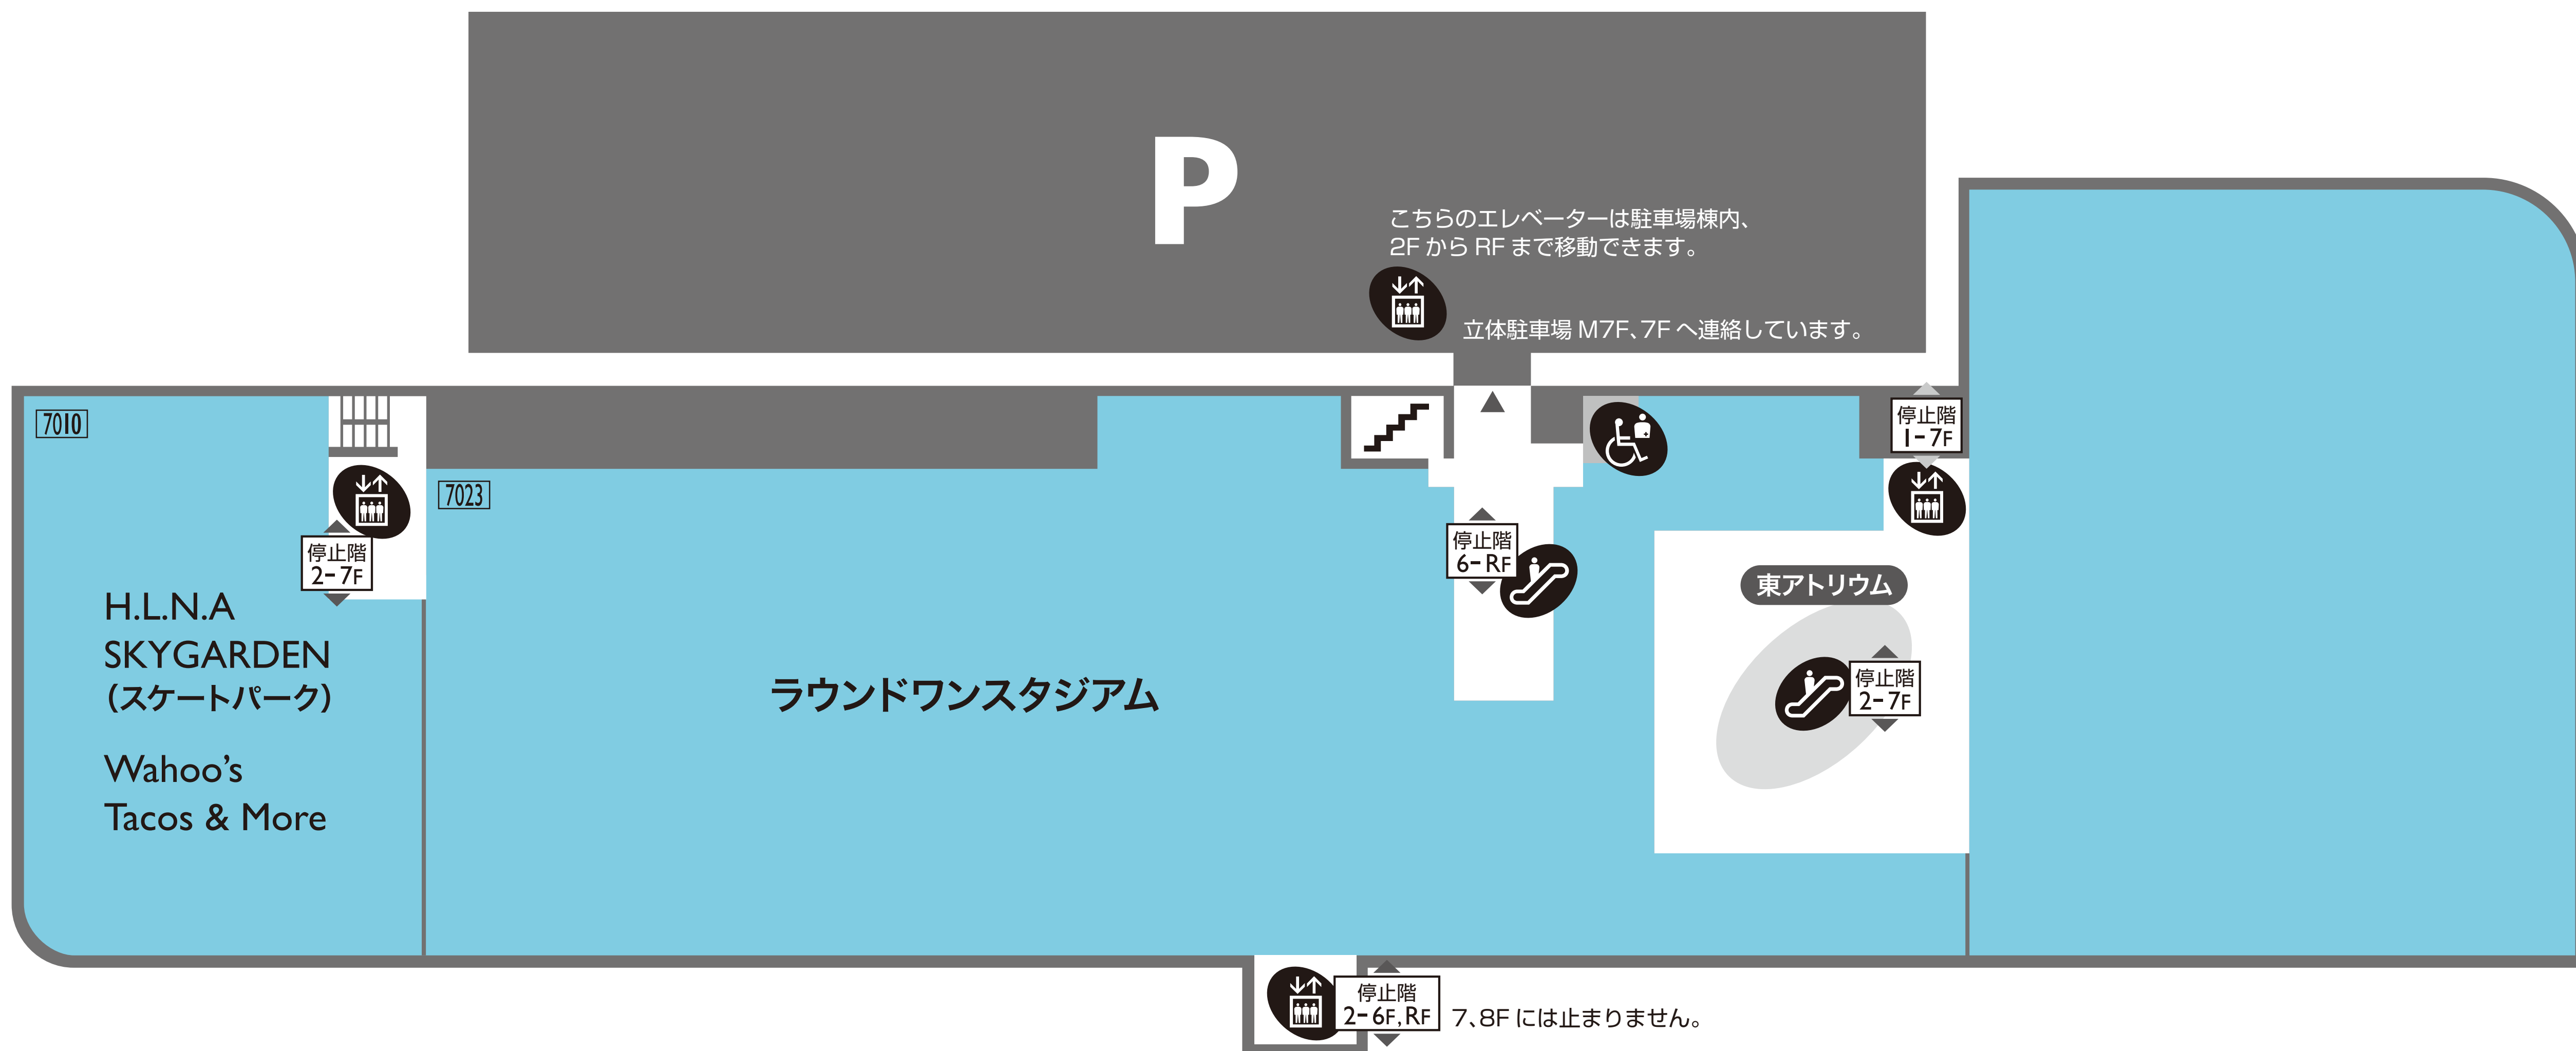 P
こちらのエレベーターは駐車場棟内、
2F から RF まで移動できます。
立体駐車場 M7F、7F へ連絡しています。
7010
停止階
1-7F
7023
停止階
6-RF
停止階
2-7F
東アトリウム
H.L.N.A
SKYGARDEN
(スケートパーク)
ラウンドワンスタジアム
停止階
2-7F
Wahoo's
Tacos & More
停止階
2-6F,RF
7、8F には止まりません。